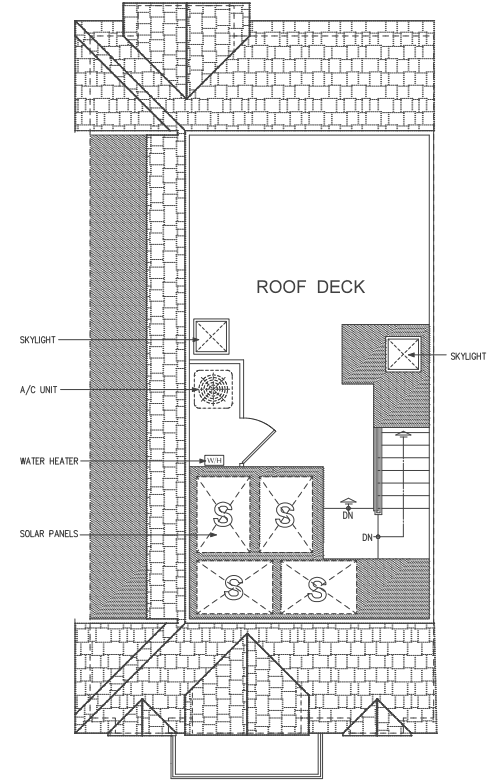 ROOF DECK
SKYLIGHT
SKYLIGHT
A/C UNIT
WATER HEATER
W/H
S
S
DN
SOLAR PANELS
DN
S
S